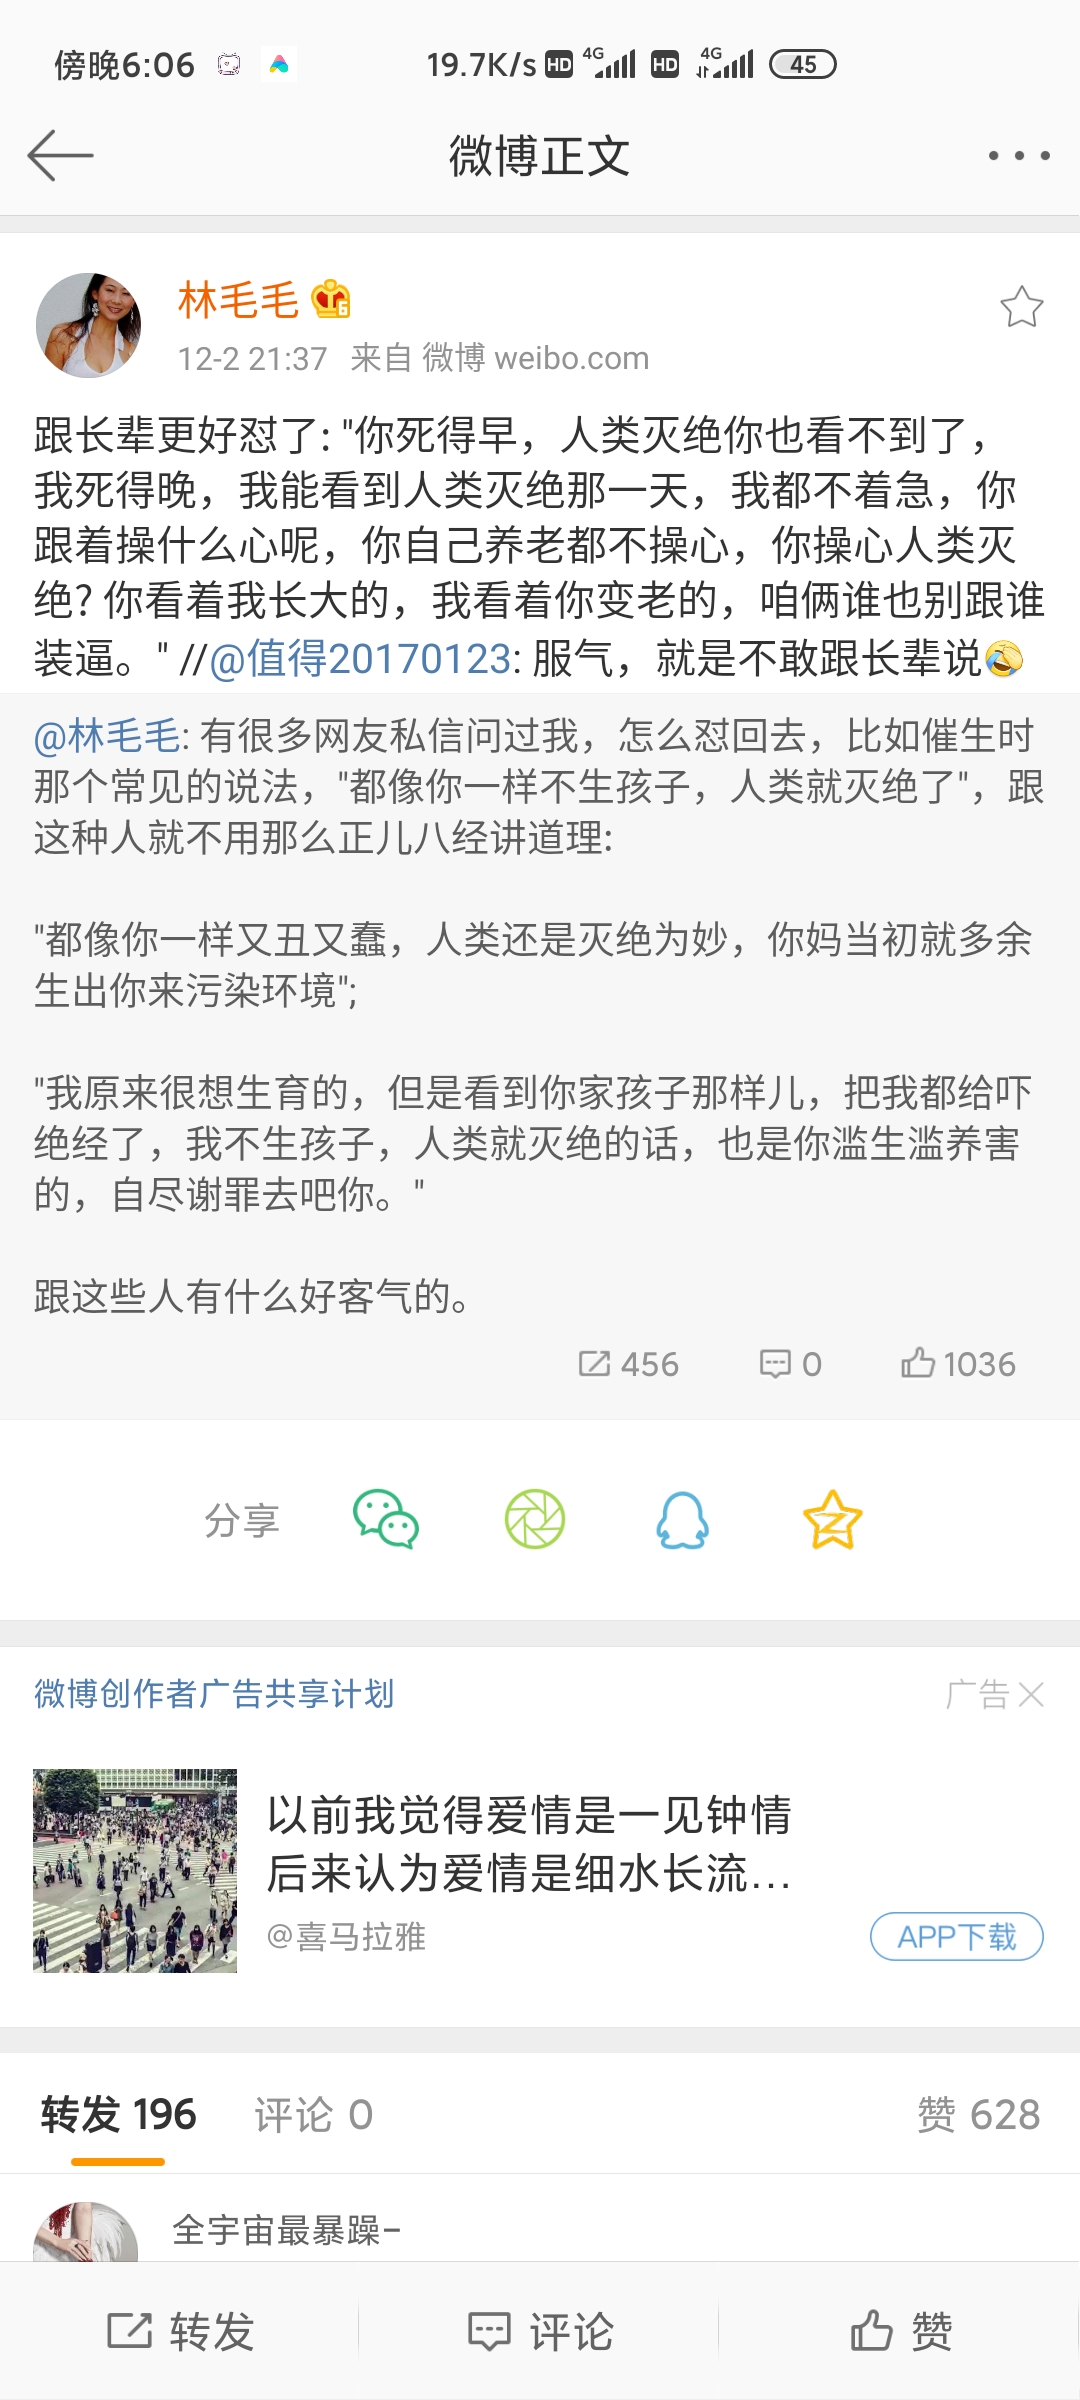 傍晚6:06 19.7K/s HD 4G HD 4G 45
微博正文
林毛毛 6
12-2 21:37 来自 微博 weibo.com
跟长辈更好怼了: "你死得早，人类灭绝你也看不到了，
我死得晚，我能看到人类灭绝那一天，我都不着急，你
跟着操什么心呢，你自己养老都不操心，你操心人类灭
绝? 你看着我长大的，我看着你变老的，咱俩谁也别跟谁
装逼。" //@值得20170123: 服气，就是不敢跟长辈说🤣
@林毛毛: 有很多网友私信问过我，怎么怼回去，比如催生时
那个常见的说法，"都像你一样不生孩子，人类就灭绝了"，跟
这种人就不用那么正儿八经讲道理:
"都像你一样又丑又蠢，人类还是灭绝为妙，你妈当初就多余
生出你来污染环境";
"我原来很想生育的，但是看到你家孩子那样儿，把我都给吓
绝经了，我不生孩子，人类就灭绝的话，也是你滥生滥养害
的，自尽谢罪去吧你。"
跟这些人有什么好客气的。
456 0 1036
分享
微博创作者广告共享计划 广告
以前我觉得爱情是一见钟情
后来认为爱情是细水长流...
@喜马拉雅 APP下载
转发 196 评论 0 赞 628
全宇宙最暴躁-
转发 评论 赞